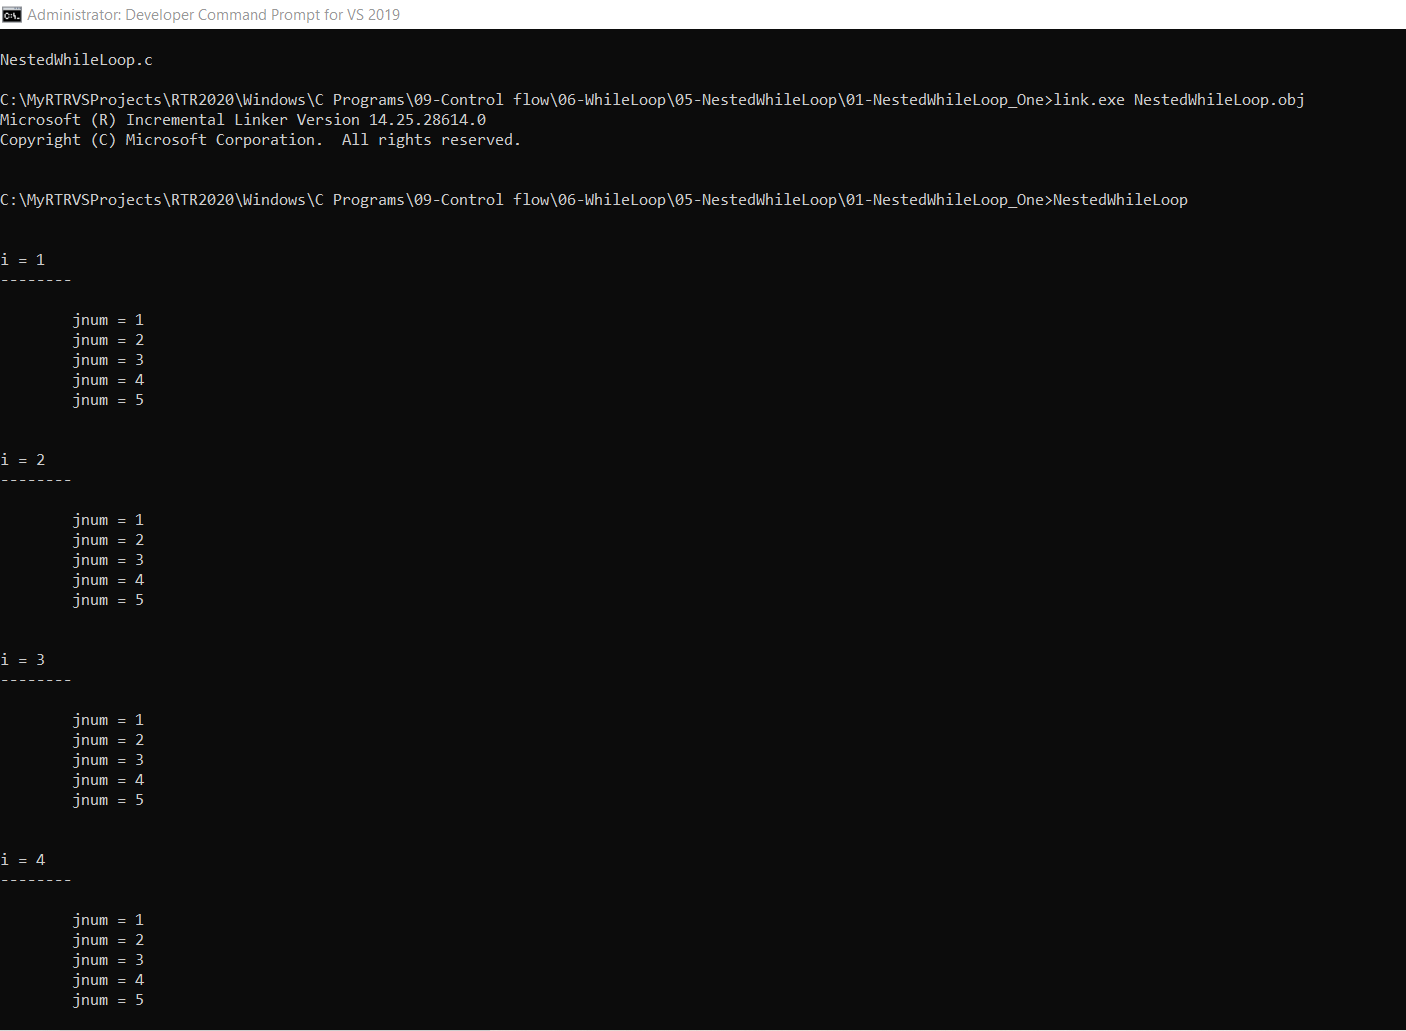 Administrator: Developer Command Prompt for VS 2019
NestedWhileLoop.c
C:\MyRTRVSProjects\RTR2020\Windows\C Programs\09-Control flow\06-WhileLoop\05-NestedWhileLoop\01-NestedWhileLoop_One>link.exe NestedWhileLoop.obj
Microsoft (R) Incremental Linker Version 14.25.28614.0
Copyright (C) Microsoft Corporation.  All rights reserved.
C:\MyRTRVSProjects\RTR2020\Windows\C Programs\09-Control flow\06-WhileLoop\05-NestedWhileLoop\01-NestedWhileLoop_One>NestedWhileLoop
i = 1
--------
jnum = 1
jnum = 2
jnum = 3
jnum = 4
jnum = 5
i = 2
--------
jnum = 1
jnum = 2
jnum = 3
jnum = 4
jnum = 5
i = 3
--------
jnum = 1
jnum = 2
jnum = 3
jnum = 4
jnum = 5
i = 4
--------
jnum = 1
jnum = 2
jnum = 3
jnum = 4
jnum = 5